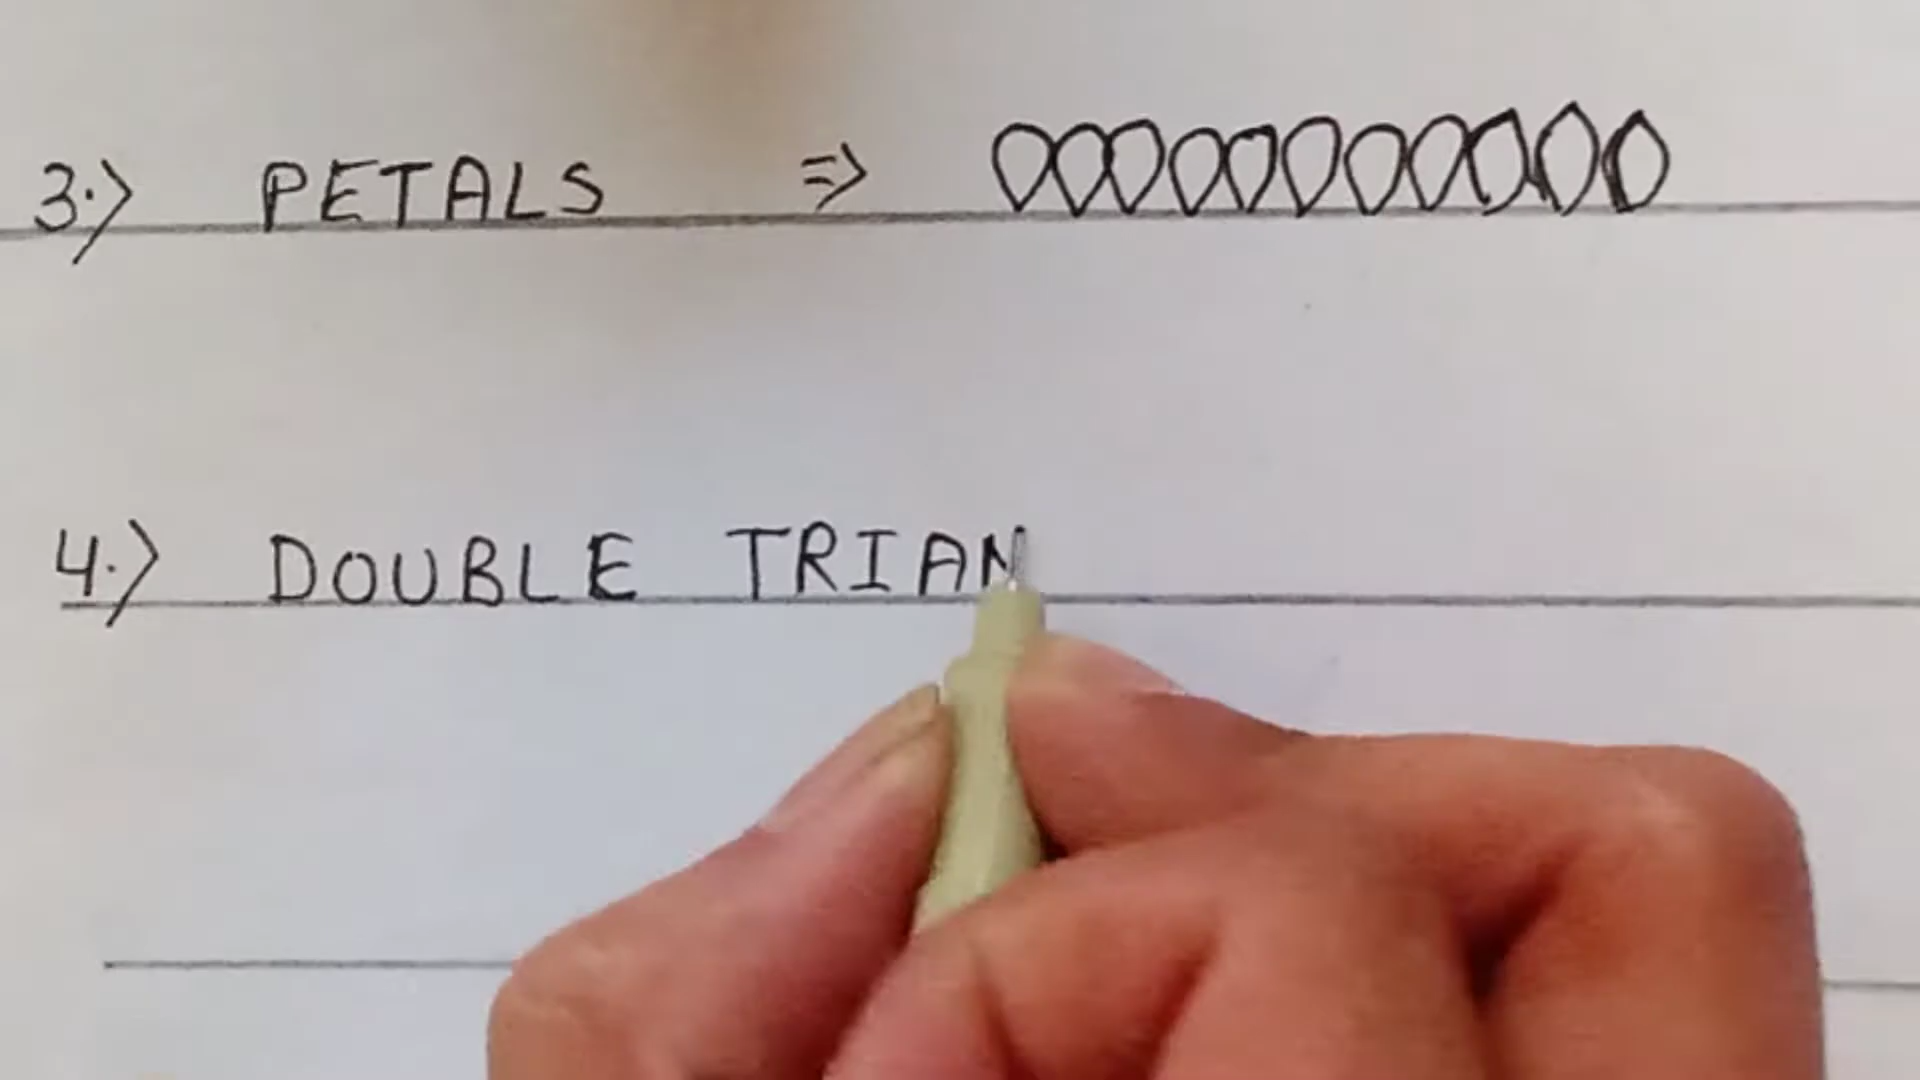 3.) PETALS ⇒
4.) DOUBLE TRIAN